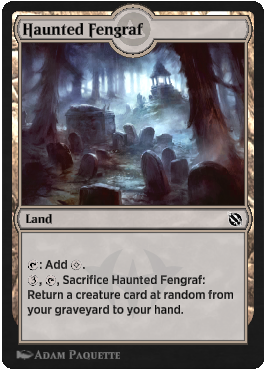 Haunted Fengraf
Land
: Add .
3, , Sacrifice Haunted Fengraf:
Return a creature card at random from
your graveyard to your hand.
Adam Paquette